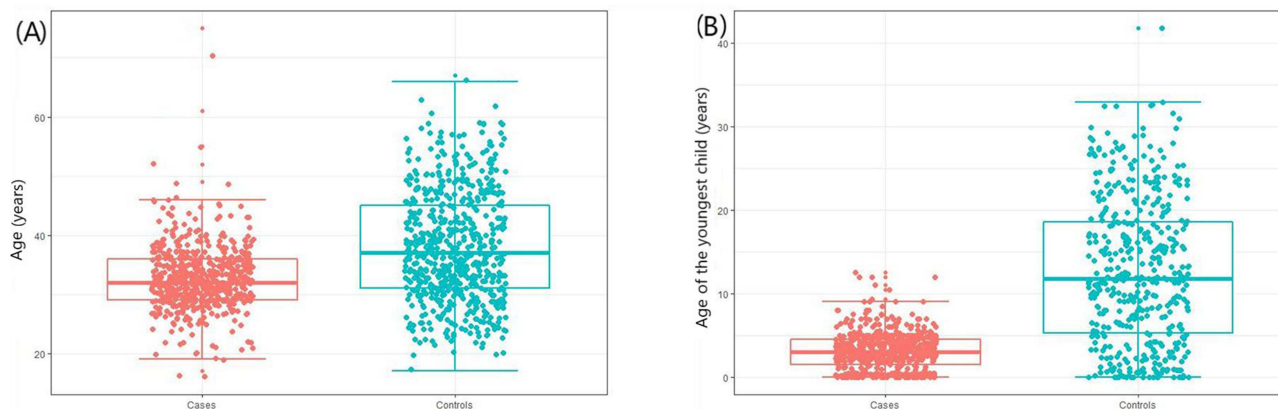 (A)
Age (years)
60
40
20
Cases
Controls
(B)
Age of the youngest child (years)
40
30
20
10
0
Cases
Controls